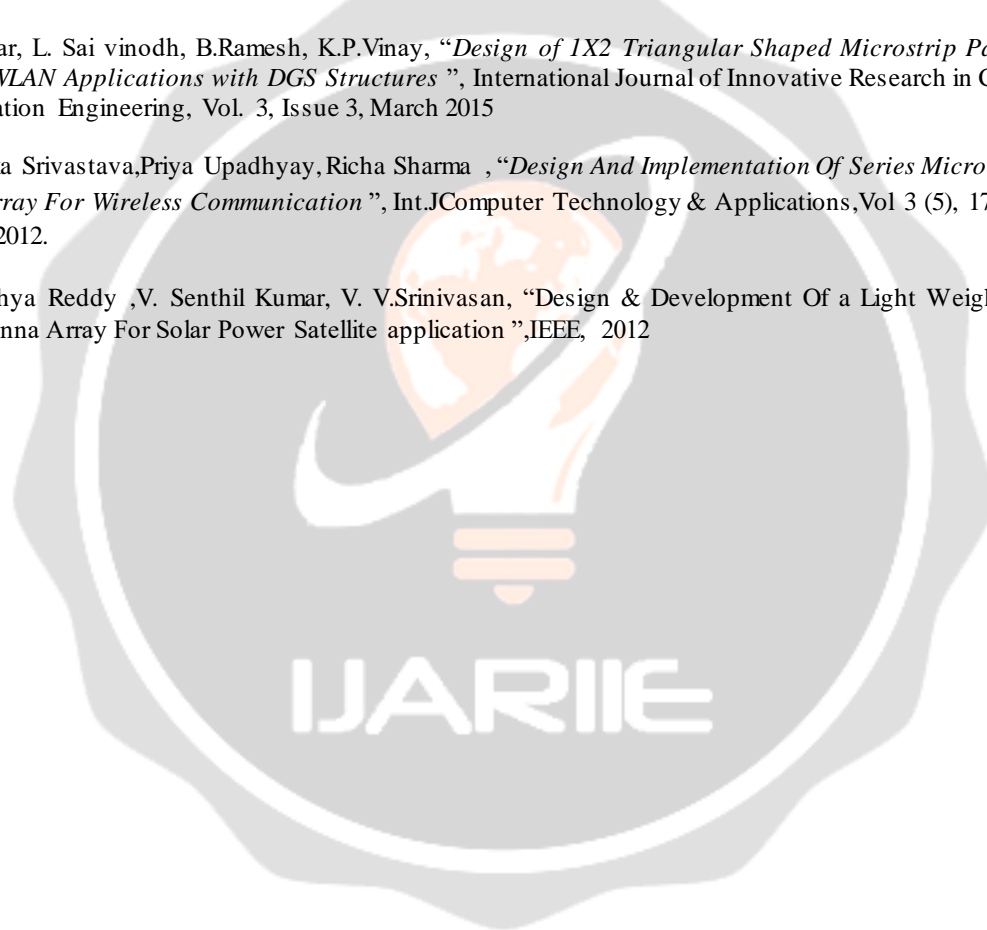 ar, L. Sai vinodh, B.Ramesh, K.P.Vinay, “Design of 1X2 Triangular Shaped Microstrip Pa
WLAN Applications with DGS Structures ”, International Journal of Innovative Research in
ation Engineering, Vol. 3, Issue 3, March 2015
a Srivastava,Priya Upadhyay,Richa Sharma ,“Design And Implementation Of Series Micro
rray For Wireless Communication ”, Int.JComputer Technology & Applications,Vol 3 (5), 17
2012.
hya Reddy ,V. Senthil Kumar, V. V.Srinivasan, “Design & Development Of a Light Weigh
nna Array For Solar Power Satellite application ”,IEEE, 2012
IJARIIE